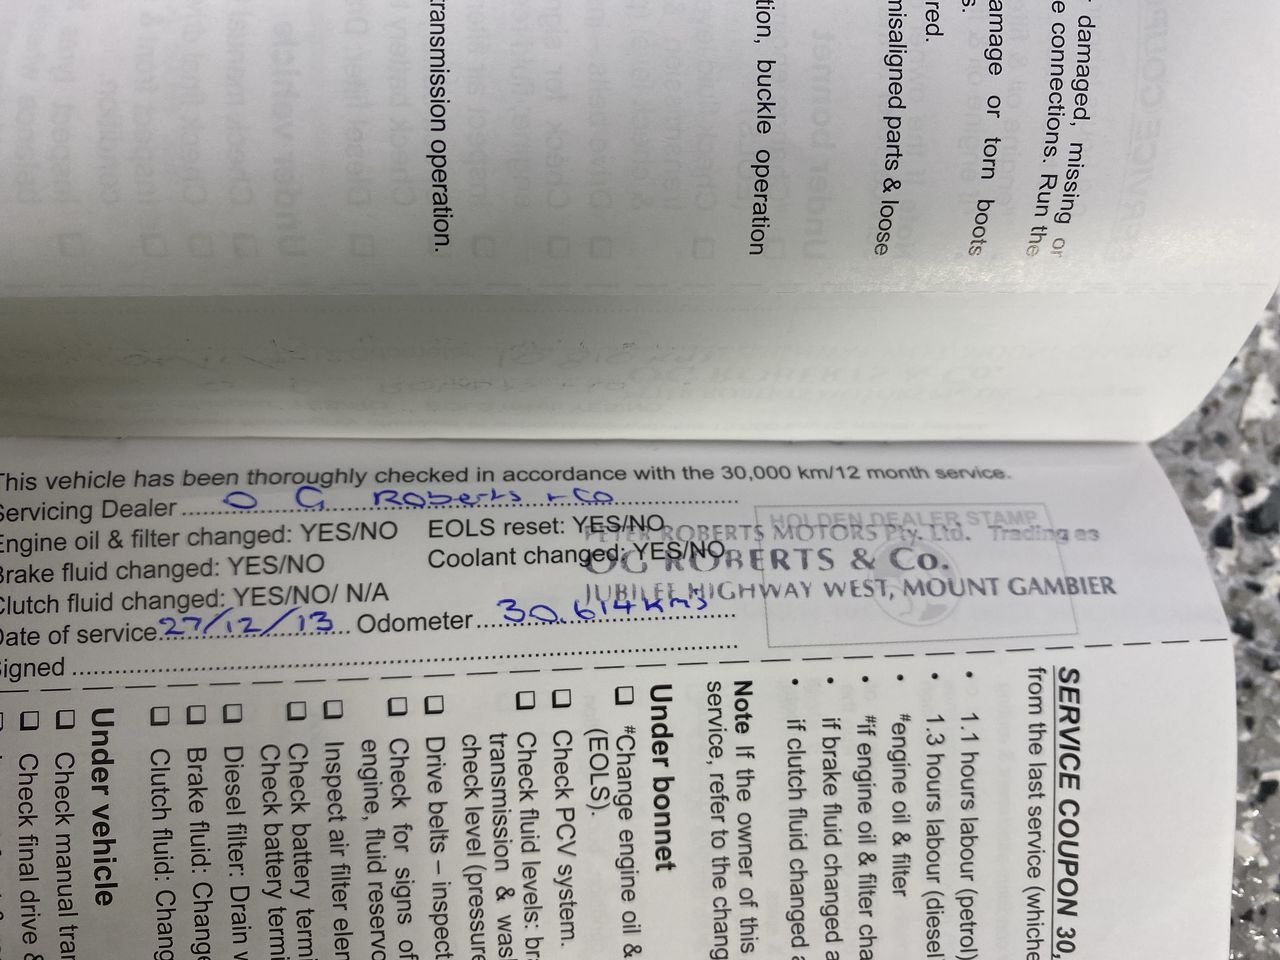 damaged, missing or
connections. Run the
damage or torn boots
misaligned parts & loose
tion, buckle operation
transmission operation.
This vehicle has been thoroughly checked in accordance with the 30,000 km/12 month service.
Servicing Dealer O G Roberts + Co
Engine oil & filter changed: YES/NO EOLS reset: YES/NO
Brake fluid changed: YES/NO Coolant changed: YES/NO
Clutch fluid changed: YES/NO/ N/A
Date of service 27/12/13 Odometer 30.614 Kms
Signed
HOLDEN DEALER STAMP
PETER ROBERTS MOTORS Pty. Ltd. Trading as
OG ROBERTS & Co.
JUBILEE HIGHWAY WEST, MOUNT GAMBIER
SERVICE COUPON 30,
from the last service (whiche
• 1.1 hours labour (petrol)
• 1.3 hours labour (diesel
• #engine oil & filter
• #if engine oil & filter cha
• if brake fluid changed a
• if clutch fluid changed a
Note If the owner of this
service, refer to the chang
Under bonnet
❑ #Change engine oil &
(EOLS).
❑ Check PCV system.
❑ Check fluid levels: br
transmission & was
check level (pressure
❑ Drive belts – inspect
❑ Check for signs of
engine, fluid reservo
❑ Inspect air filter elem
❑ Check battery termi
Check battery termi
❑ Diesel filter: Drain w
❑ Brake fluid: Change
❑ Clutch fluid: Chang
Under vehicle
❑ Check manual tran
❑ Check final drive &